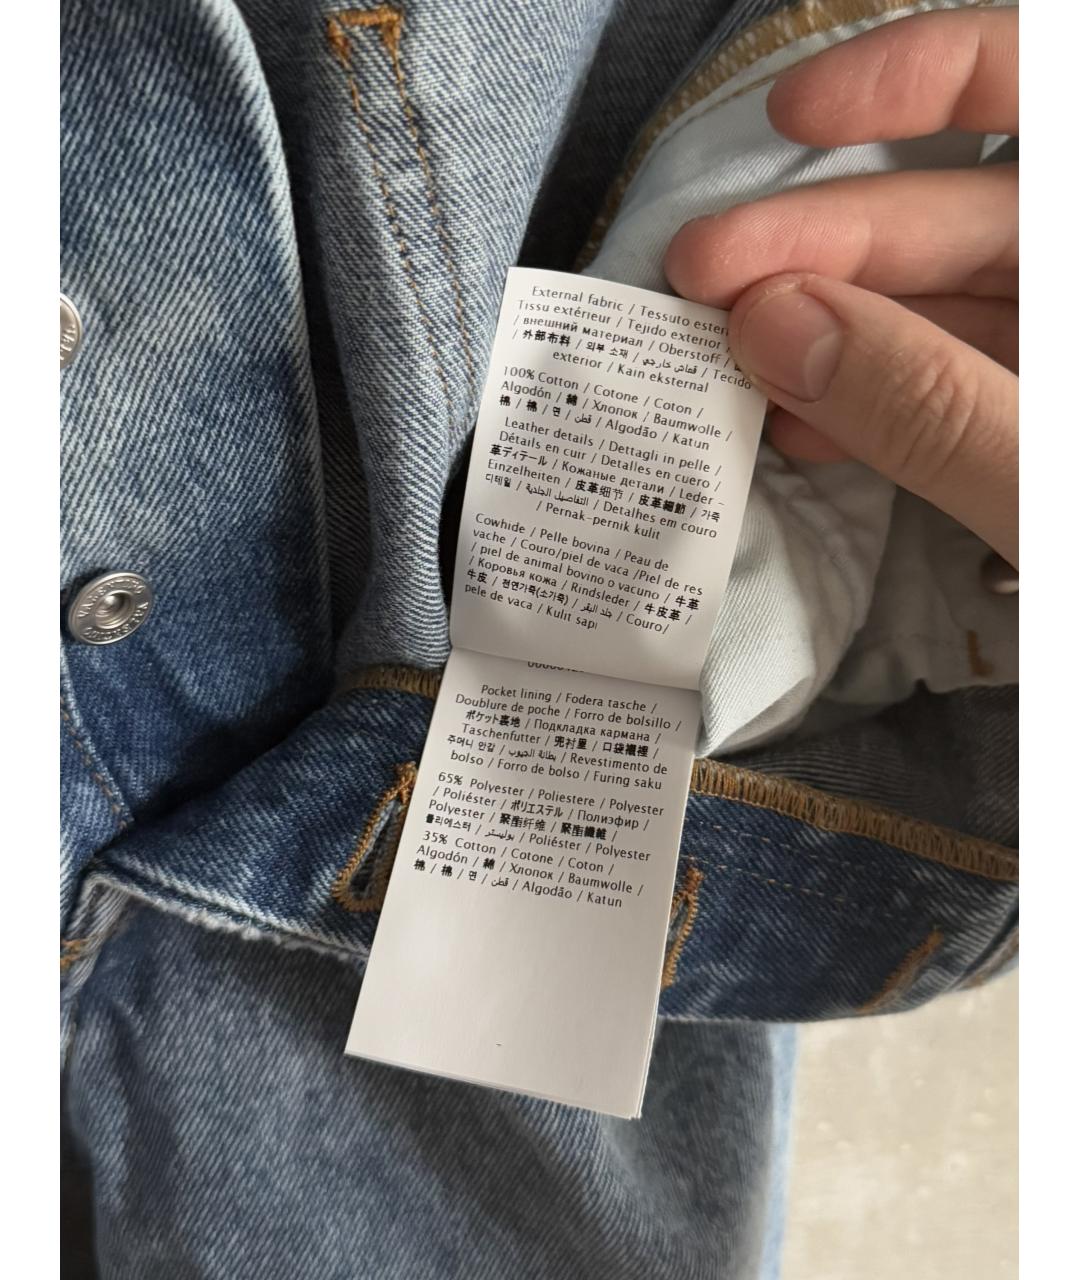 External fabric / Tessuto
Tissu extérieur / Tejido exterior /
/ внешний материал / Oberstoff /
/ 外部布料 / 외부 소재 / قماش خارجي / Tecido
exterior / Kain eksternal
100% Cotton / Cotone / Coton /
Algodón / 綿 / Хлопок / Baumwolle /
棉 / 棉 / 면 / قطن / Algodão / Katun
Leather details / Dettagli in pelle /
Détails en cuir / Detalles en cuero /
革ディテール / Кожаные детали / Leder -
Einzelheiten / 皮革细节 / 皮革細節 / 가죽
디테일 / التفاصيل الجلدية / Detalhes em couro
/ Pernak-pernik kulit
Cowhide / Pelle bovina / Peau de
vache / Couro/piel de vaca /Piel de res
/ piel de animal bovino o vacuno / 牛革
/ Коровья кожа / Rindsleder / 牛皮革 /
牛皮 / 천연가죽(소가죽) / جلد البقر / Couro/
pele de vaca / Kulit sapi
Pocket lining / Fodera tasche /
Doublure de poche / Forro de bolsillo /
ポケット裏地 / Подкладка кармана /
Taschenfutter / 兜衬里 / 口袋襯裡 /
주머니 안감 / بطانة الجيوب / Revestimento de
bolso / Forro de bolso / Furing saku
65% Polyester / Poliestere / Polyester
/ Poliéster / ポリエステル / Полиэфир /
Polyester / 聚酯纤维 / 聚酯纖維 /
폴리에스터 / بوليستر / Poliéster / Polyester
35% Cotton / Cotone / Coton /
Algodón / 綿 / Хлопок / Baumwolle /
棉 / 棉 / 면 / قطن / Algodão / Katun